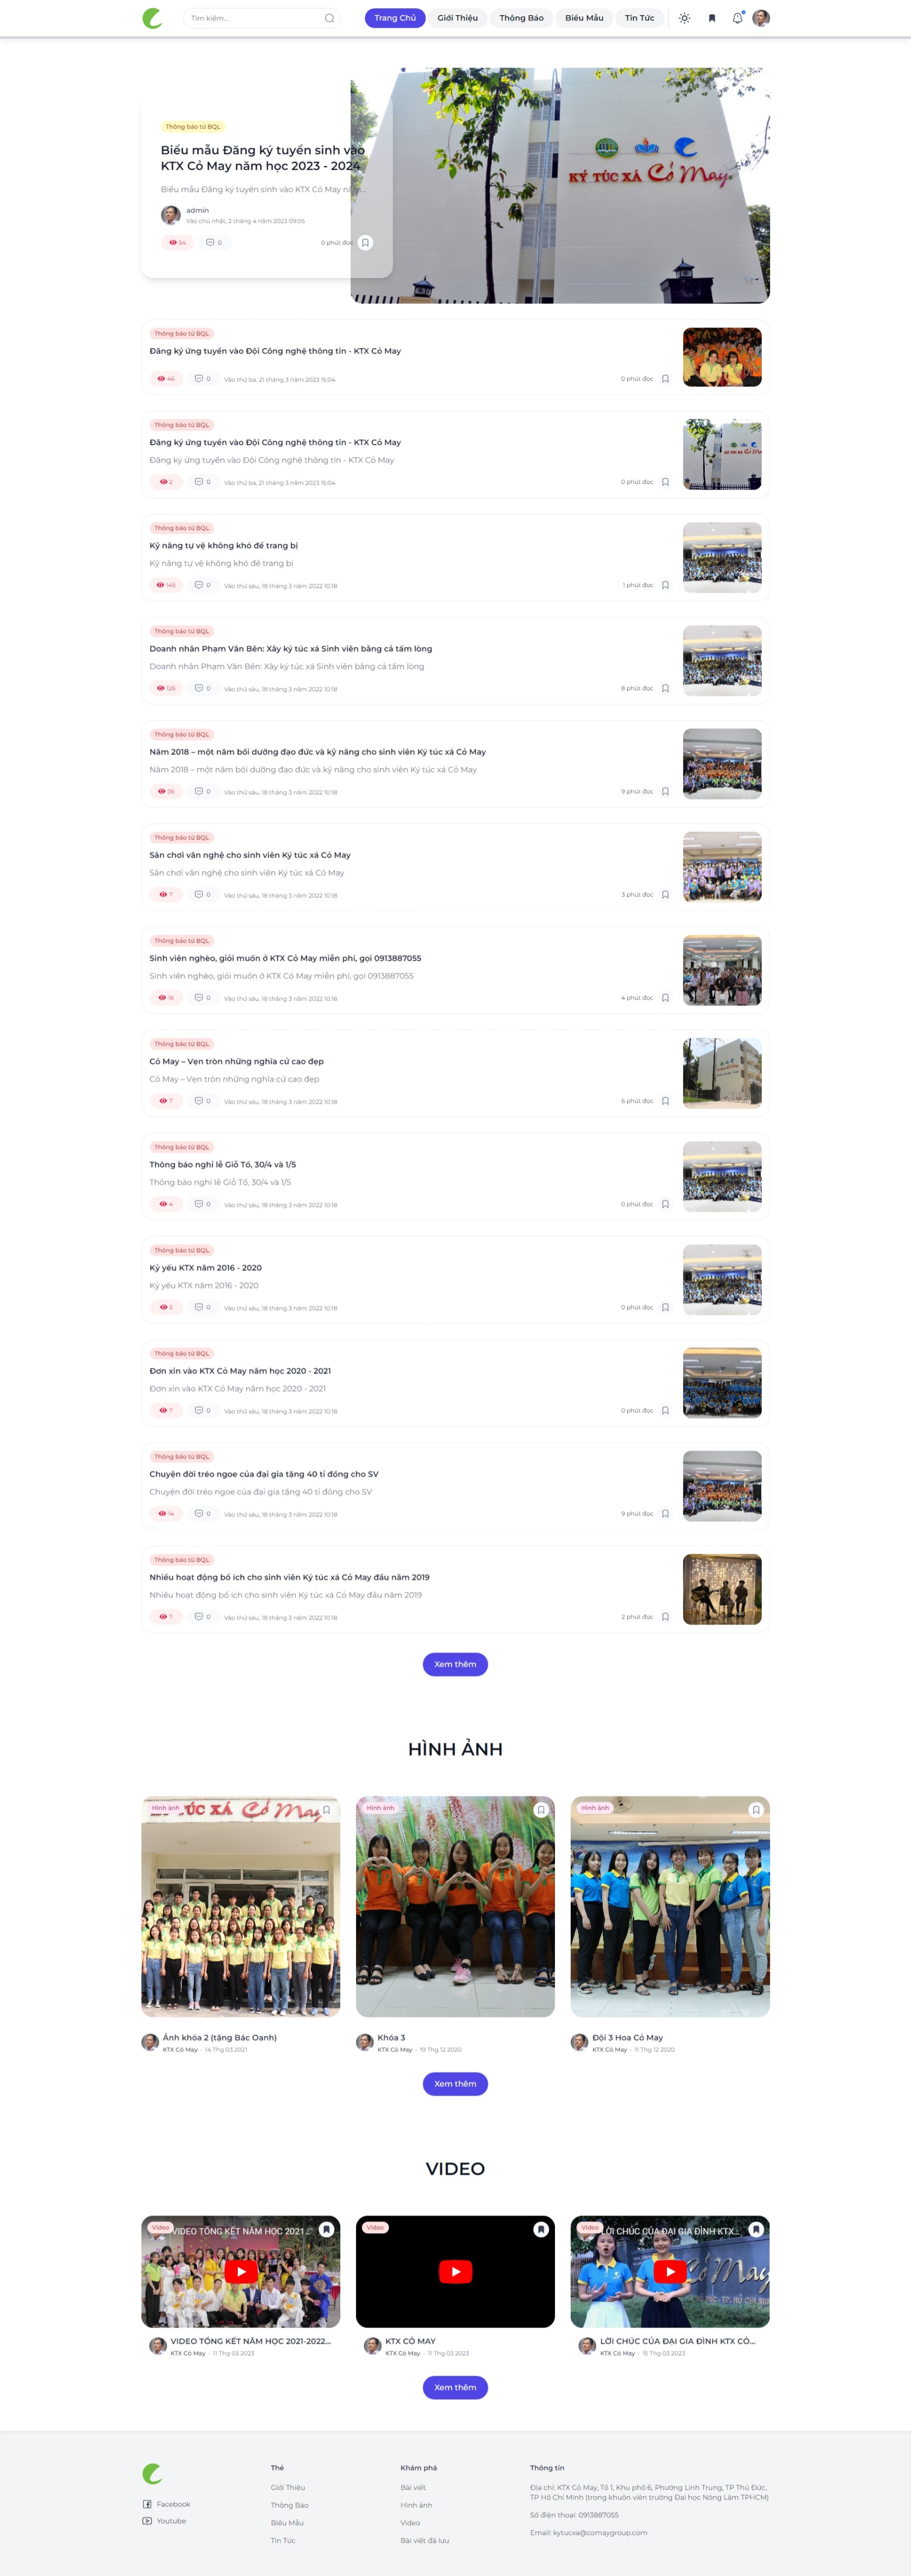 Tìm kiếm..
Trang Chủ
Giới Thiệu
Thông Báo
Biểu Mẫu
Tin Tức
KÝ TÚC XÁ Cỏ May
Thông báo từ BQL
Biểu mẫu Đăng ký tuyển sinh vào
KTX Cỏ May năm học 2023 - 2024
Biểu mẫu Đăng ký tuyển sinh vào KTX Cỏ May năm...
admin
Vào chủ nhật, 2 tháng 4 năm 2023 09:05
54
0
0 phút đọc
Thông báo từ BQL
Đăng ký ứng tuyển vào Đội Công nghệ thông tin - KTX Cỏ May
46
0
Vào thứ ba, 21 tháng 3 năm 2023 15:04
0 phút đọc
Thông báo từ BQL
Đăng ký ứng tuyển vào Đội Công nghệ thông tin - KTX Cỏ May
Đăng ký ứng tuyển vào Đội Công nghệ thông tin - KTX Cỏ May
2
0
Vào thứ ba, 21 tháng 3 năm 2023 15:04
0 phút đọc
Thông báo từ BQL
Kỹ năng tự vệ không khó để trang bị
Kỹ năng tự vệ không khó để trang bị
145
0
Vào thứ sáu, 18 tháng 3 năm 2022 10:18
1 phút đọc
Thông báo từ BQL
Doanh nhân Phạm Văn Bên: Xây ký túc xá Sinh viên bằng cả tấm lòng
Doanh nhân Phạm Văn Bên: Xây ký túc xá Sinh viên bằng cả tấm lòng
126
0
Vào thứ sáu, 18 tháng 3 năm 2022 10:18
8 phút đọc
Thông báo từ BQL
Năm 2018 – một năm bồi dưỡng đạo đức và kỹ năng cho sinh viên Ký túc xá Cỏ May
Năm 2018 – một năm bồi dưỡng đạo đức và kỹ năng cho sinh viên Ký túc xá Cỏ May
36
0
Vào thứ sáu, 18 tháng 3 năm 2022 10:18
9 phút đọc
Thông báo từ BQL
Sân chơi văn nghệ cho sinh viên Ký túc xá Cỏ May
Sân chơi văn nghệ cho sinh viên Ký túc xá Cỏ May
7
0
Vào thứ sáu, 18 tháng 3 năm 2022 10:18
3 phút đọc
Thông báo từ BQL
Sinh viên nghèo, giỏi muốn ở KTX Cỏ May miễn phí, gọi 0913887055
Sinh viên nghèo, giỏi muốn ở KTX Cỏ May miễn phí, gọi 0913887055
16
0
Vào thứ sáu, 18 tháng 3 năm 2022 10:18
4 phút đọc
Thông báo từ BQL
Cỏ May – Vẹn tròn những nghĩa cử cao đẹp
Cỏ May – Vẹn tròn những nghĩa cử cao đẹp
7
0
Vào thứ sáu, 18 tháng 3 năm 2022 10:18
6 phút đọc
Thông báo từ BQL
Thông báo nghỉ lễ Giỗ Tổ, 30/4 và 1/5
Thông báo nghỉ lễ Giỗ Tổ, 30/4 và 1/5
4
0
Vào thứ sáu, 18 tháng 3 năm 2022 10:18
0 phút đọc
Thông báo từ BQL
Kỷ yếu KTX năm 2016 - 2020
Kỷ yếu KTX năm 2016 - 2020
3
0
Vào thứ sáu, 18 tháng 3 năm 2022 10:18
0 phút đọc
Thông báo từ BQL
Đơn xin vào KTX Cỏ May năm học 2020 - 2021
Đơn xin vào KTX Cỏ May năm học 2020 - 2021
7
0
Vào thứ sáu, 18 tháng 3 năm 2022 10:18
0 phút đọc
Thông báo từ BQL
Chuyện đời tréo ngoe của đại gia tặng 40 tỉ đồng cho SV
Chuyện đời tréo ngoe của đại gia tặng 40 tỉ đồng cho SV
14
0
Vào thứ sáu, 18 tháng 3 năm 2022 10:18
9 phút đọc
Thông báo từ BQL
Nhiều hoạt động bổ ích cho sinh viên Ký túc xá Cỏ May đầu năm 2019
Nhiều hoạt động bổ ích cho sinh viên Ký túc xá Cỏ May đầu năm 2019
7
0
Vào thứ sáu, 18 tháng 3 năm 2022 10:18
2 phút đọc
Xem thêm
HÌNH ẢNH
Hình ảnh
TÚC XÁ Cỏ May
Hình ảnh
Hình ảnh
Ảnh khóa 2 (tặng Bác Oanh)
KTX Cỏ May · 14 Thg 03 2021
Khóa 3
KTX Cỏ May · 19 Thg 12 2020
Đội 3 Hoa Cỏ May
KTX Cỏ May · 11 Thg 12 2020
Xem thêm
VIDEO
Video
VIDEO TỔNG KẾT NĂM HỌC 2021...
Video
Video
LỜI CHÚC CỦA ĐẠI GIA ĐÌNH KTX...
VIDEO TỔNG KẾT NĂM HỌC 2021-2022...
KTX Cỏ May · 11 Thg 03 2023
KTX CỎ MAY
KTX Cỏ May · 11 Thg 03 2023
LỜI CHÚC CỦA ĐẠI GIA ĐÌNH KTX CỎ...
KTX Cỏ May · 15 Thg 03 2023
Xem thêm
Facebook
Youtube
Thẻ
Giới Thiệu
Thông Báo
Biểu Mẫu
Tin Tức
Khám phá
Bài viết
Hình ảnh
Video
Bài viết đã lưu
Thông tin
Địa chỉ: KTX Cỏ May, Tổ 1, Khu phố 6, Phường Linh Trung, TP Thủ Đức,
TP Hồ Chí Minh (trong khuôn viên trường Đại học Nông Lâm TPHCM)
Số điện thoại: 0913887055
Email: kytucxa@comaygroup.com